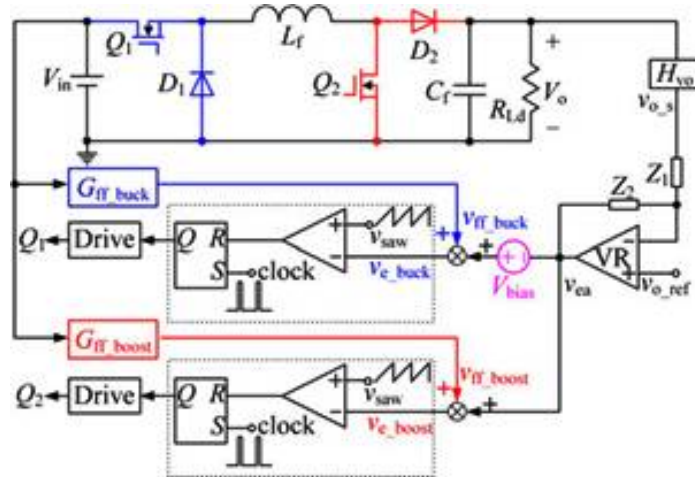 Q1
Lf
D2
+
Vin
D1
Q2
Cf
RLd
Vo
−
Hvo
vo_s
Z1
Z2
Gff_buck
vff_buck
Q1
Drive
Q
R
S
clock
+
−
vsaw
ve_buck
+
+
+ −
Vbias
vea
VR
−
+
vo_ref
Gff_boost
vff_boost
Q2
Drive
Q
R
S
clock
+
−
vsaw
ve_boost
+
+